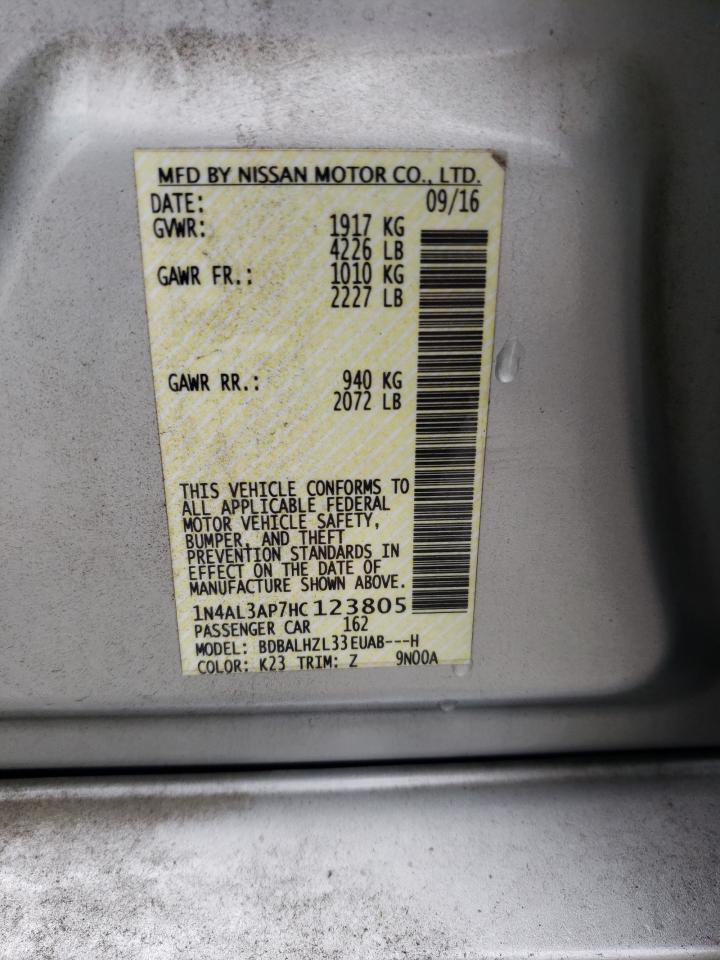 MFD BY NISSAN MOTOR CO., LTD.
DATE: 09/16
GVWR: 1917 KG
4226 LB
GAWR FR.: 1010 KG
2227 LB
GAWR RR.: 940 KG
2072 LB
THIS VEHICLE CONFORMS TO
ALL APPLICABLE FEDERAL
MOTOR VEHICLE SAFETY,
BUMPER, AND THEFT
PREVENTION STANDARDS IN
EFFECT ON THE DATE OF
MANUFACTURE SHOWN ABOVE.
1N4AL3AP7HC123805
PASSENGER CAR 162
MODEL: BDBALHZL33EUAB---H
COLOR: K23 TRIM: Z 9N00A